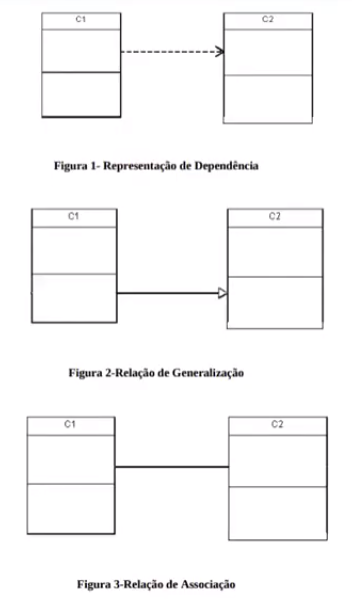 C1 C2
Figura 1- Representação de Dependência
C1 C2
Figura 2-Relação de Generalização
C1 C2
Figura 3-Relação de Associação